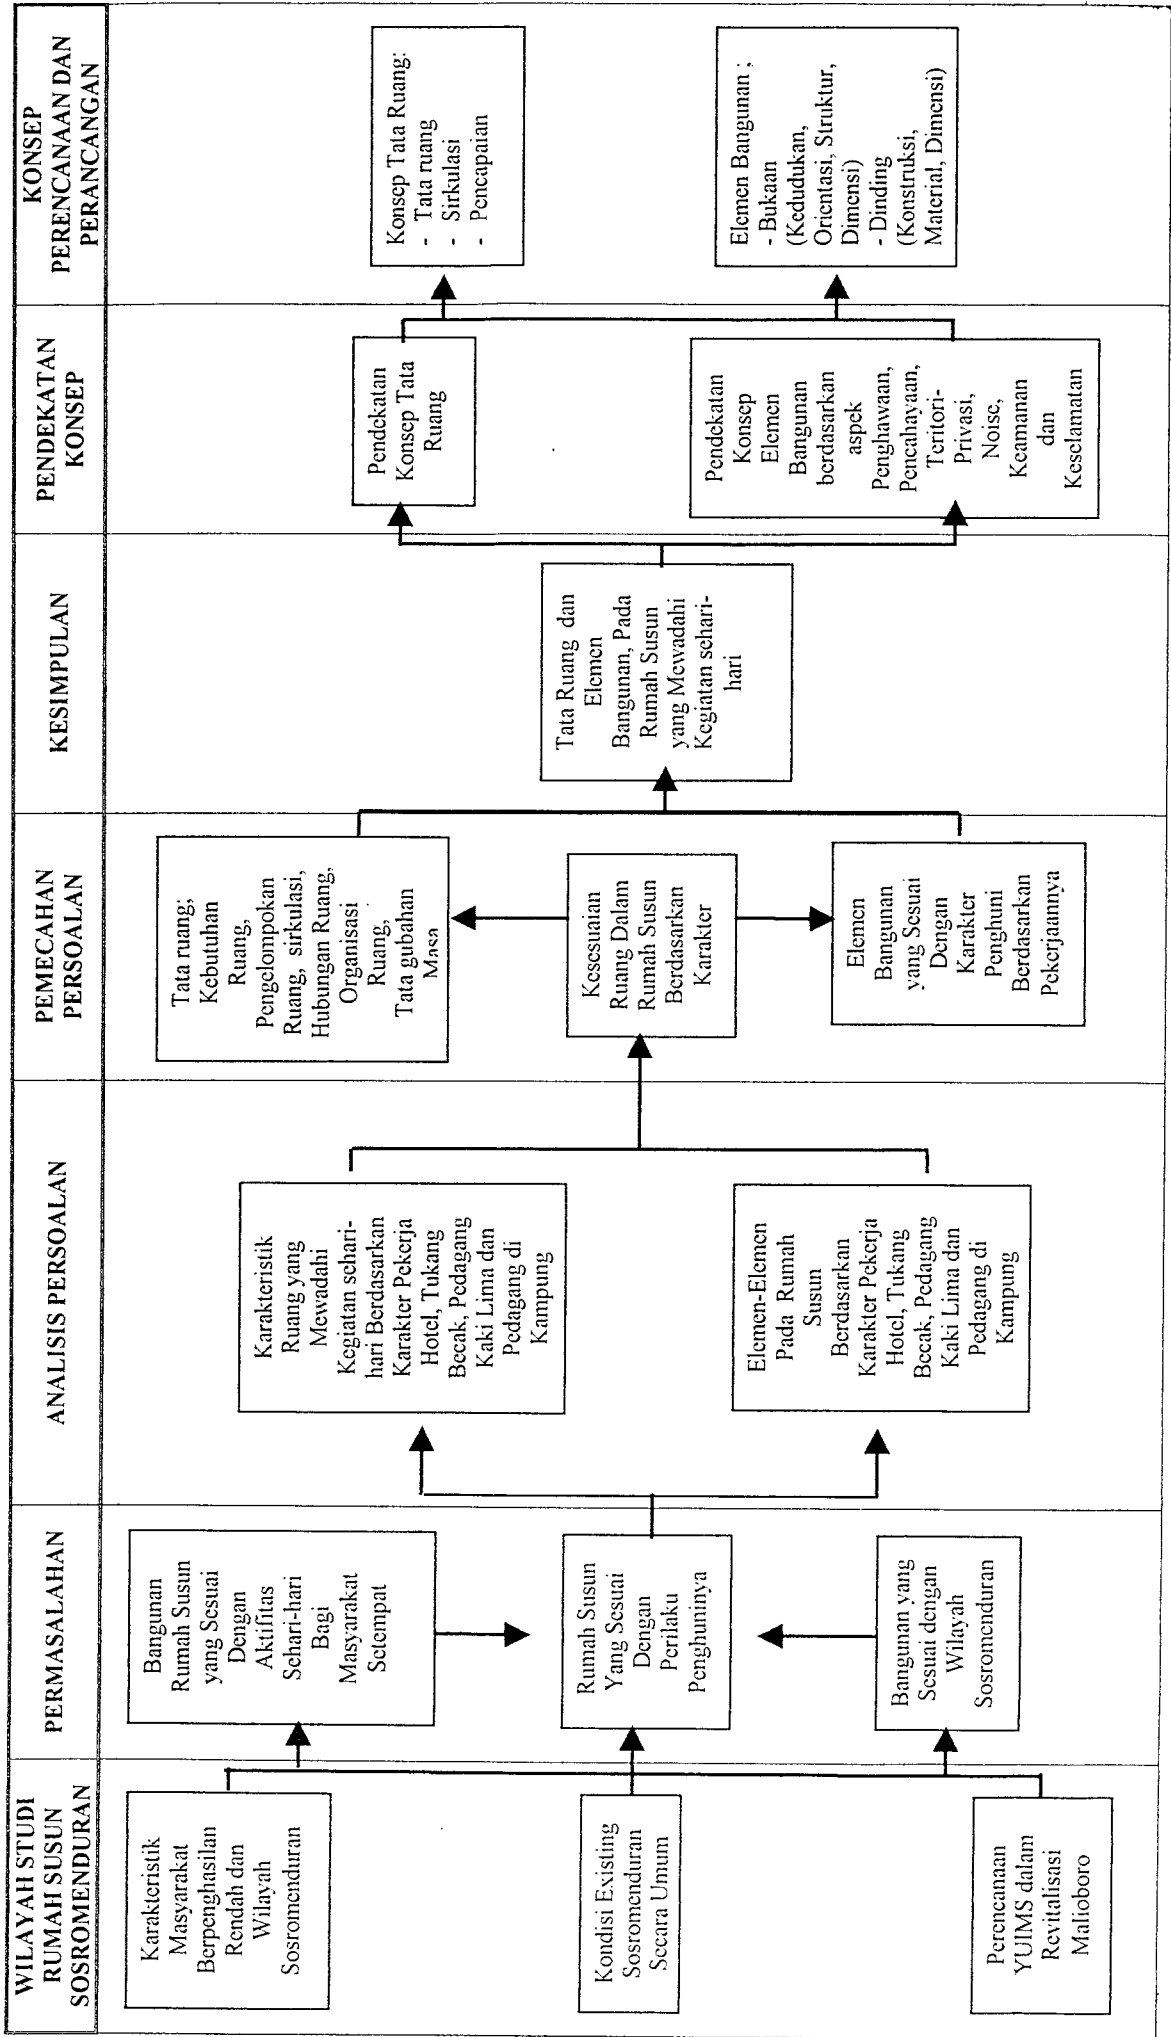 WILAYAH STUDI
RUMAH SUSUN
SOSROMENDURAN
PERMASALAHAN
ANALISIS PERSOALAN
PEMECAHAN
PERSOALAN
KESIMPULAN
PENDEKATAN
KONSEP
KONSEP
PERENCANAAN DAN
PERANCANGAN
Karakteristik
Masyarakat
Berpenghasilan
Rendah dan
Wilayah
Sosromenduran
Kondisi Existing
Sosromenduran
Secara Umum
Perencanaan
YUIMS dalam
Revitalisasi
Malioboro
Bangunan
Rumah Susun
yang Sesuai
Dengan
Aktifitas
Sehari-hari
Bagi
Masyarakat
Setempat
Rumah Susun
Yang Sesuai
Dengan
Perilaku
Penghuninya
Bangunan yang
Sesuai dengan
Wilayah
Sosromenduran
Karakteristik
Ruang yang
Mewadahi
Kegiatan sehari-
hari Berdasarkan
Karakter Pekerja
Hotel, Tukang
Becak, Pedagang
Kaki Lima dan
Pedagang di
Kampung
Elemen-Elemen
Pada Rumah
Susun
Berdasarkan
Karakter Pekerja
Hotel, Tukang
Becak, Pedagang
Kaki Lima dan
Pedagang di
Kampung
Tata ruang;
Kebutuhan
Ruang,
Pengelompokan
Ruang, sirkulasi,
Hubungan Ruang,
Organisasi
Ruang,
Tata gubahan
Masa
Kesesuaian
Ruang Dalam
Rumah Susun
Berdasarkan
Karakter
Elemen
Bangunan
yang Sesuai
Dengan
Karakter
Penghuni
Berdasarkan
Pekerjaannya
Tata Ruang dan
Elemen
Bangunan, Pada
Rumah Susun
yang Mewadahi
Kegiatan sehari-
hari
Pendekatan
Konsep Tata
Ruang
Pendekatan
Konsep
Elemen
Bangunan
berdasarkan
aspek
Penghawaan,
Pencahayaan,
Teritori-
Privasi,
Noise,
Keamanan
dan
Keselamatan
Konsep Tata Ruang:
- Tata ruang
- Sirkulasi
- Pencapaian
Elemen Bangunan ;
- Bukaan
(Kedudukan,
Orientasi, Struktur,
Dimensi)
- Dinding
(Konstruksi,
Material, Dimensi)